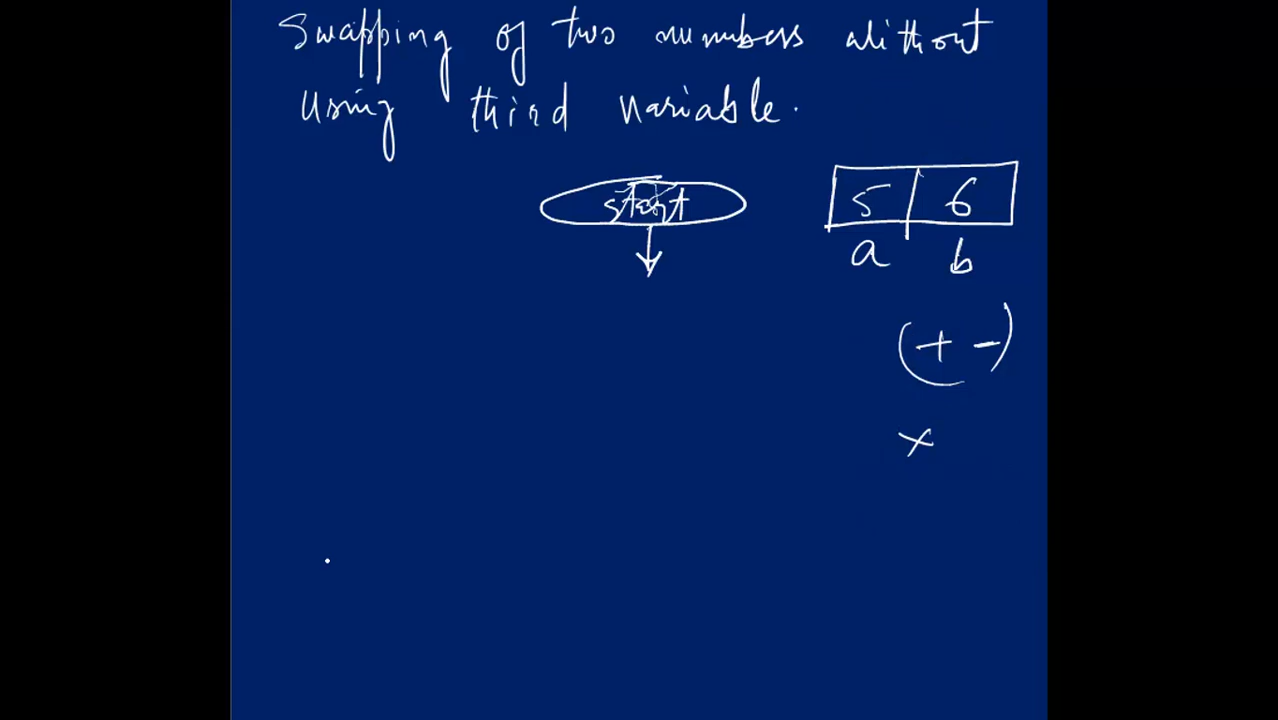 Swapping of two numbers without
using third variable.
start
5 6
a b
(+ -)
×